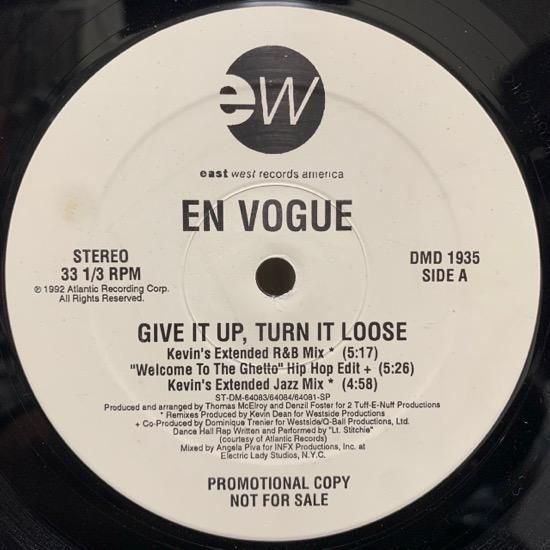 ew
east west records america
EN VOGUE
STEREO
33 1/3 RPM
℗ 1992 Atlantic Recording Corp.
All Rights Reserved.
DMD 1935
SIDE A
GIVE IT UP, TURN IT LOOSE
Kevin's Extended R&B Mix * (5:17)
"Welcome To The Ghetto" Hip Hop Edit + (5:26)
Kevin's Extended Jazz Mix * (4:58)
ST-DM-64083/64084/64081-SP
Produced and arranged by Thomas McElroy and Denzil Foster for 2 Tuff-E-Nuff Productions
* Remixes Produced by Kevin Dean for Westside Productions
+ Co-Produced by Dominique Trenier for Westside/Q-Ball Productions, Ltd.
Dance Hall Rap Written and Performed by "Lt. Stitchie"
(courtesy of Atlantic Records)
Mixed by Angela Piva for INFX Productions, Inc. at
Electric Lady Studios, N.Y.C.
PROMOTIONAL COPY
NOT FOR SALE